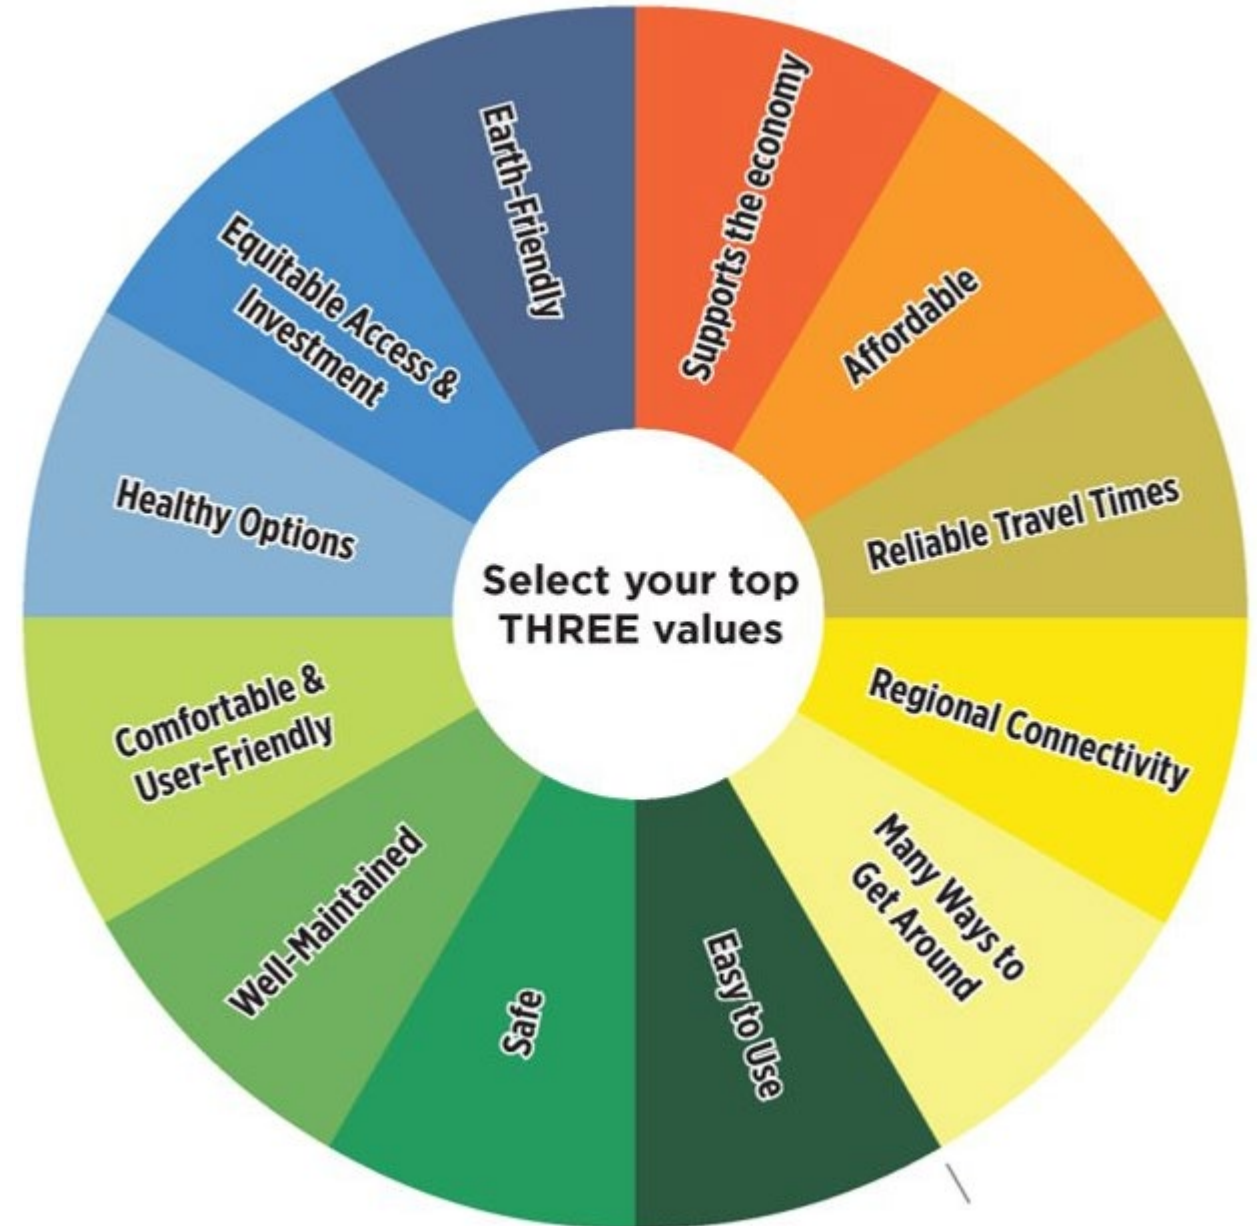 Supports the economy
Affordable
Reliable Travel Times
Regional Connectivity
Many Ways to
Get Around
Easy to Use
Safe
Well-Maintained
Comfortable &
User-Friendly
Healthy Options
Equitable Access &
Investment
Earth-Friendly
Select your top
THREE values